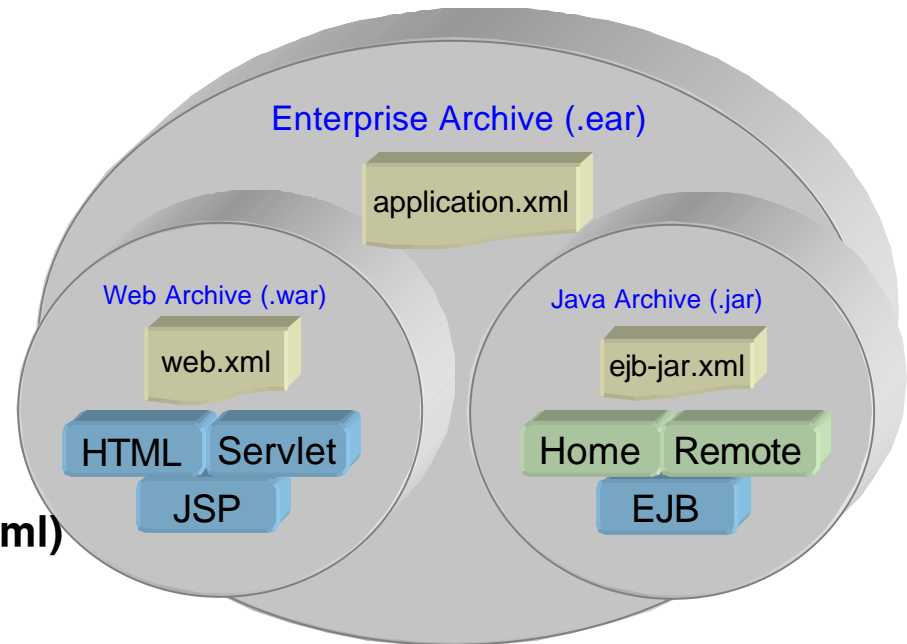 Enterprise Archive (.ear)
application.xml
Web Archive (.war)
web.xml
HTML Servlet
JSP
Java Archive (.jar)
ejb-jar.xml
Home Remote
EJB
ml)